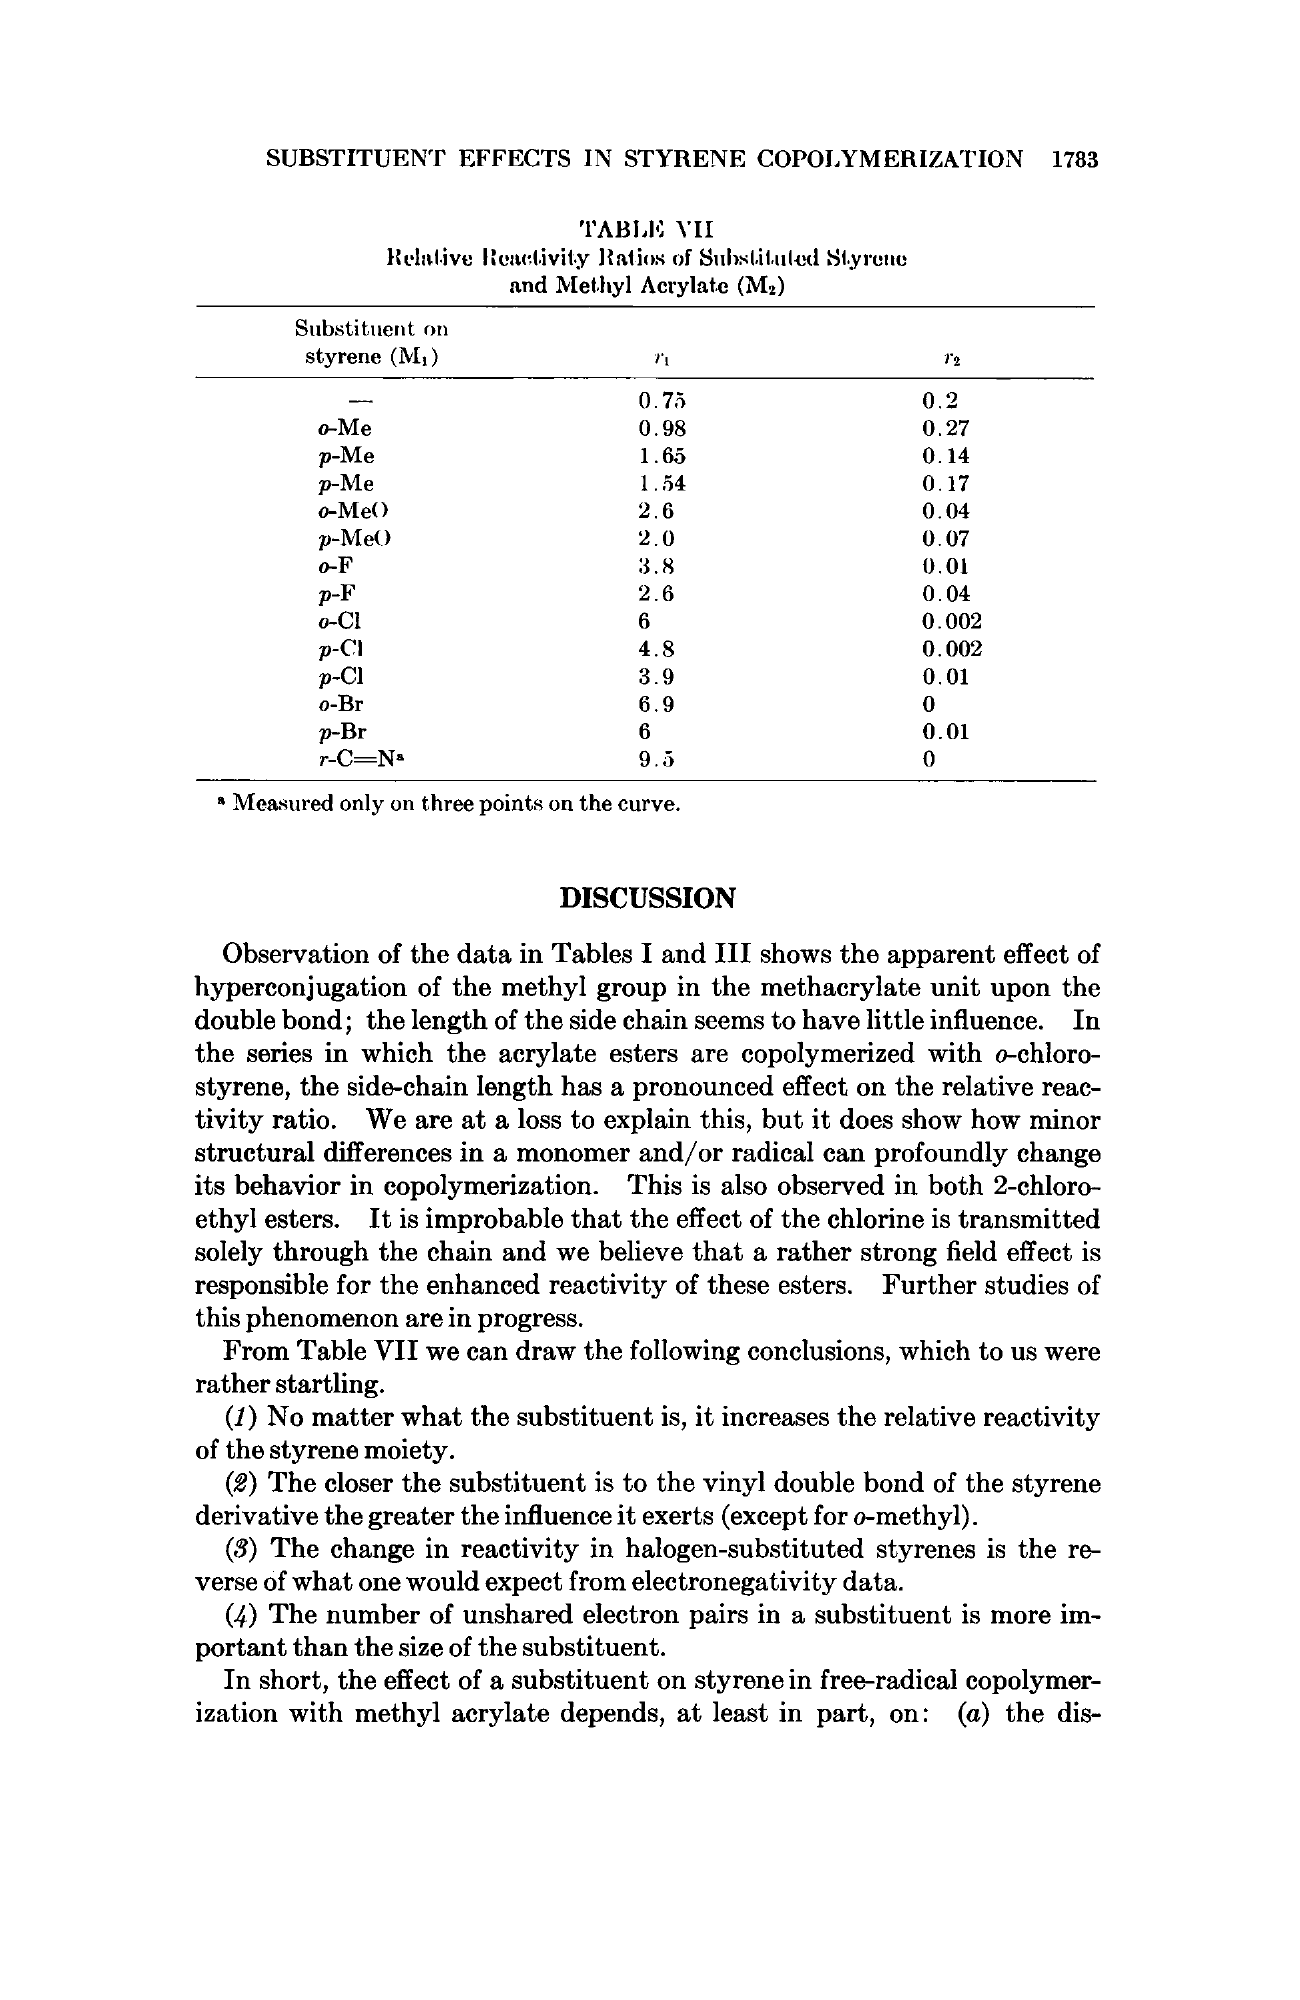 SUBSTITUENT EFFECTS IN STYRENE COPOLYMERIZATION 1783
TABLE VII
Relative Reactivity Ratios of Substituted Styrene
and Methyl Acrylate (M₂)
Substituent on
styrene (M₁) r₁ r₂
— 0.75 0.2
o-Me 0.98 0.27
p-Me 1.65 0.14
p-Me 1.54 0.17
o-MeO 2.6 0.04
p-MeO 2.0 0.07
o-F 3.8 0.01
p-F 2.6 0.04
o-Cl 6 0.002
p-Cl 4.8 0.002
p-Cl 3.9 0.01
o-Br 6.9 0
p-Br 6 0.01
r-C=Nᵃ 9.5 0
ᵃ Measured only on three points on the curve.
DISCUSSION
Observation of the data in Tables I and III shows the apparent effect of
hyperconjugation of the methyl group in the methacrylate unit upon the
double bond; the length of the side chain seems to have little influence. In
the series in which the acrylate esters are copolymerized with o-chloro-
styrene, the side-chain length has a pronounced effect on the relative reac-
tivity ratio. We are at a loss to explain this, but it does show how minor
structural differences in a monomer and/or radical can profoundly change
its behavior in copolymerization. This is also observed in both 2-chloro-
ethyl esters. It is improbable that the effect of the chlorine is transmitted
solely through the chain and we believe that a rather strong field effect is
responsible for the enhanced reactivity of these esters. Further studies of
this phenomenon are in progress.
From Table VII we can draw the following conclusions, which to us were
rather startling.
(1) No matter what the substituent is, it increases the relative reactivity
of the styrene moiety.
(2) The closer the substituent is to the vinyl double bond of the styrene
derivative the greater the influence it exerts (except for o-methyl).
(3) The change in reactivity in halogen-substituted styrenes is the re-
verse of what one would expect from electronegativity data.
(4) The number of unshared electron pairs in a substituent is more im-
portant than the size of the substituent.
In short, the effect of a substituent on styrene in free-radical copolymer-
ization with methyl acrylate depends, at least in part, on: (a) the dis-